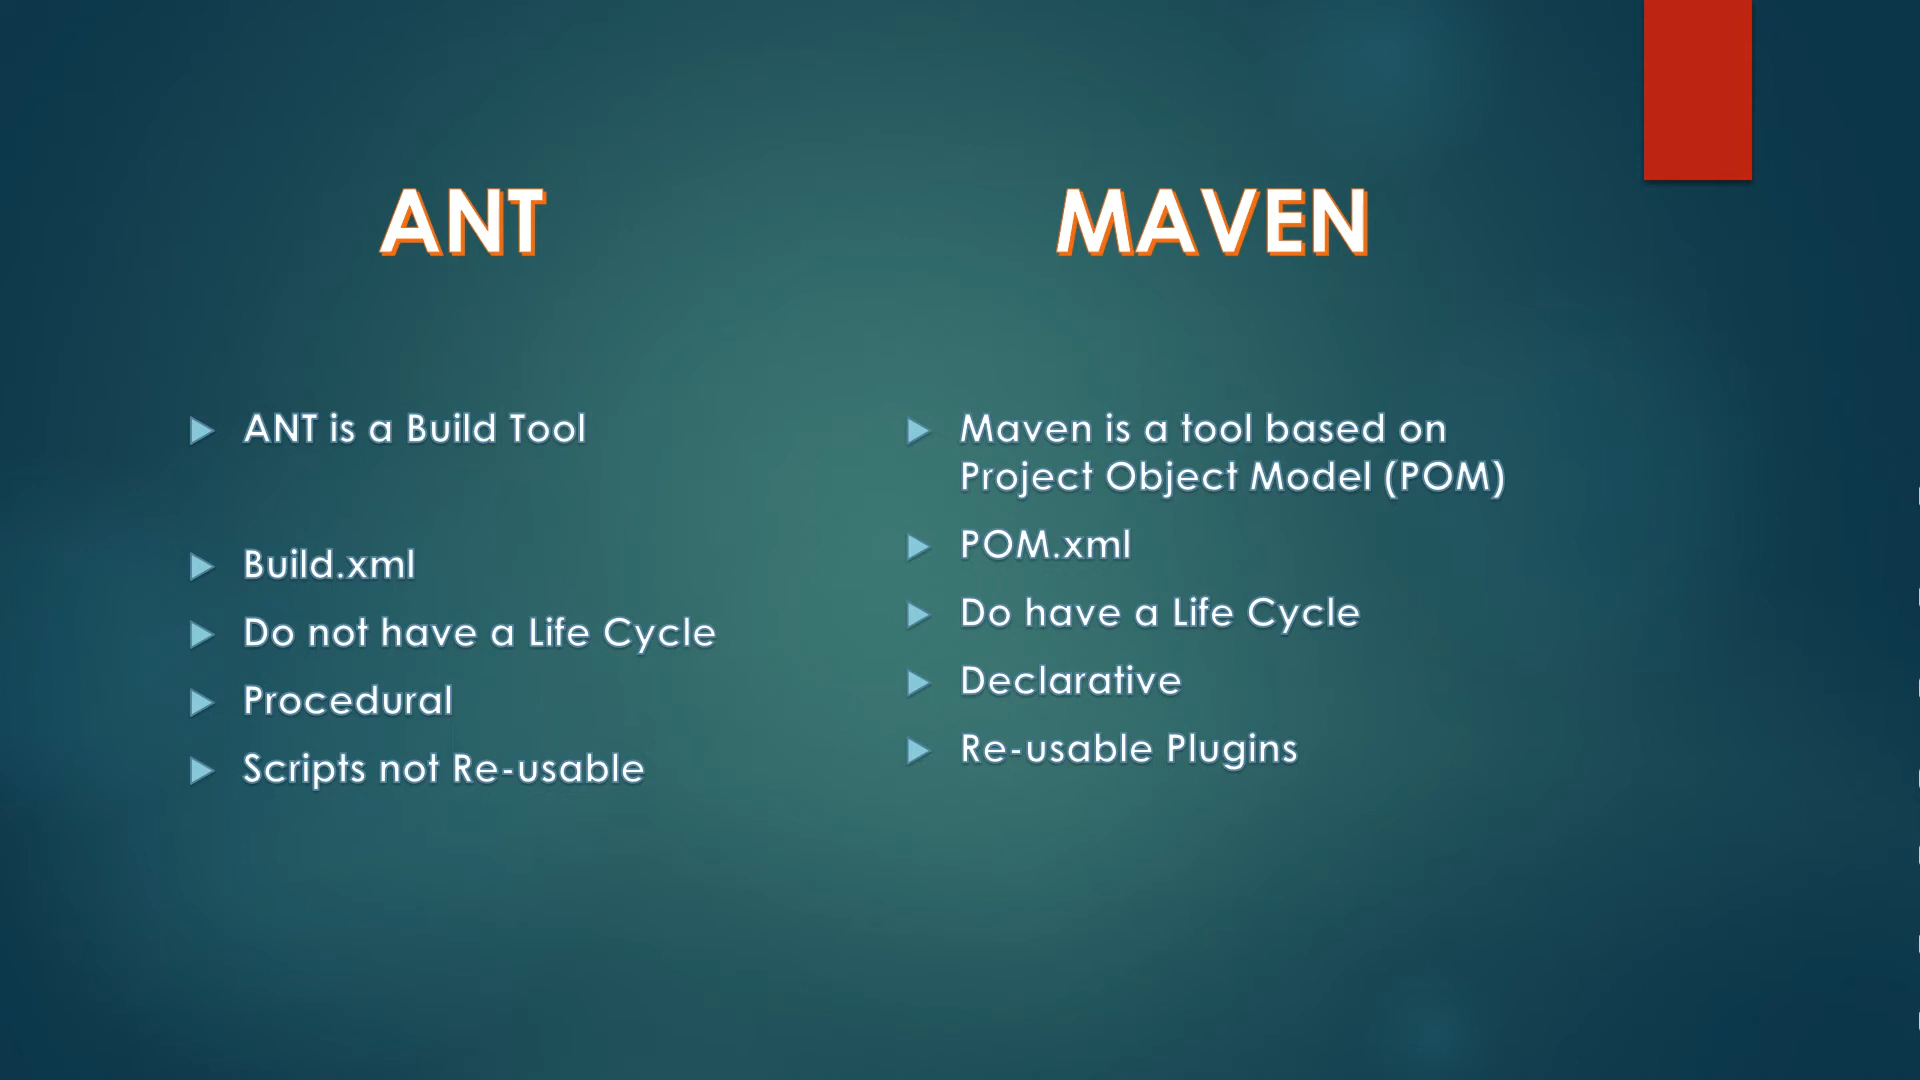 ANT
ANT is a Build Tool
Build.xml
Do not have a Life Cycle
Procedural
Scripts not Re-usable
MAVEN
Maven is a tool based on
Project Object Model (POM)
POM.xml
Do have a Life Cycle
Declarative
Re-usable Plugins